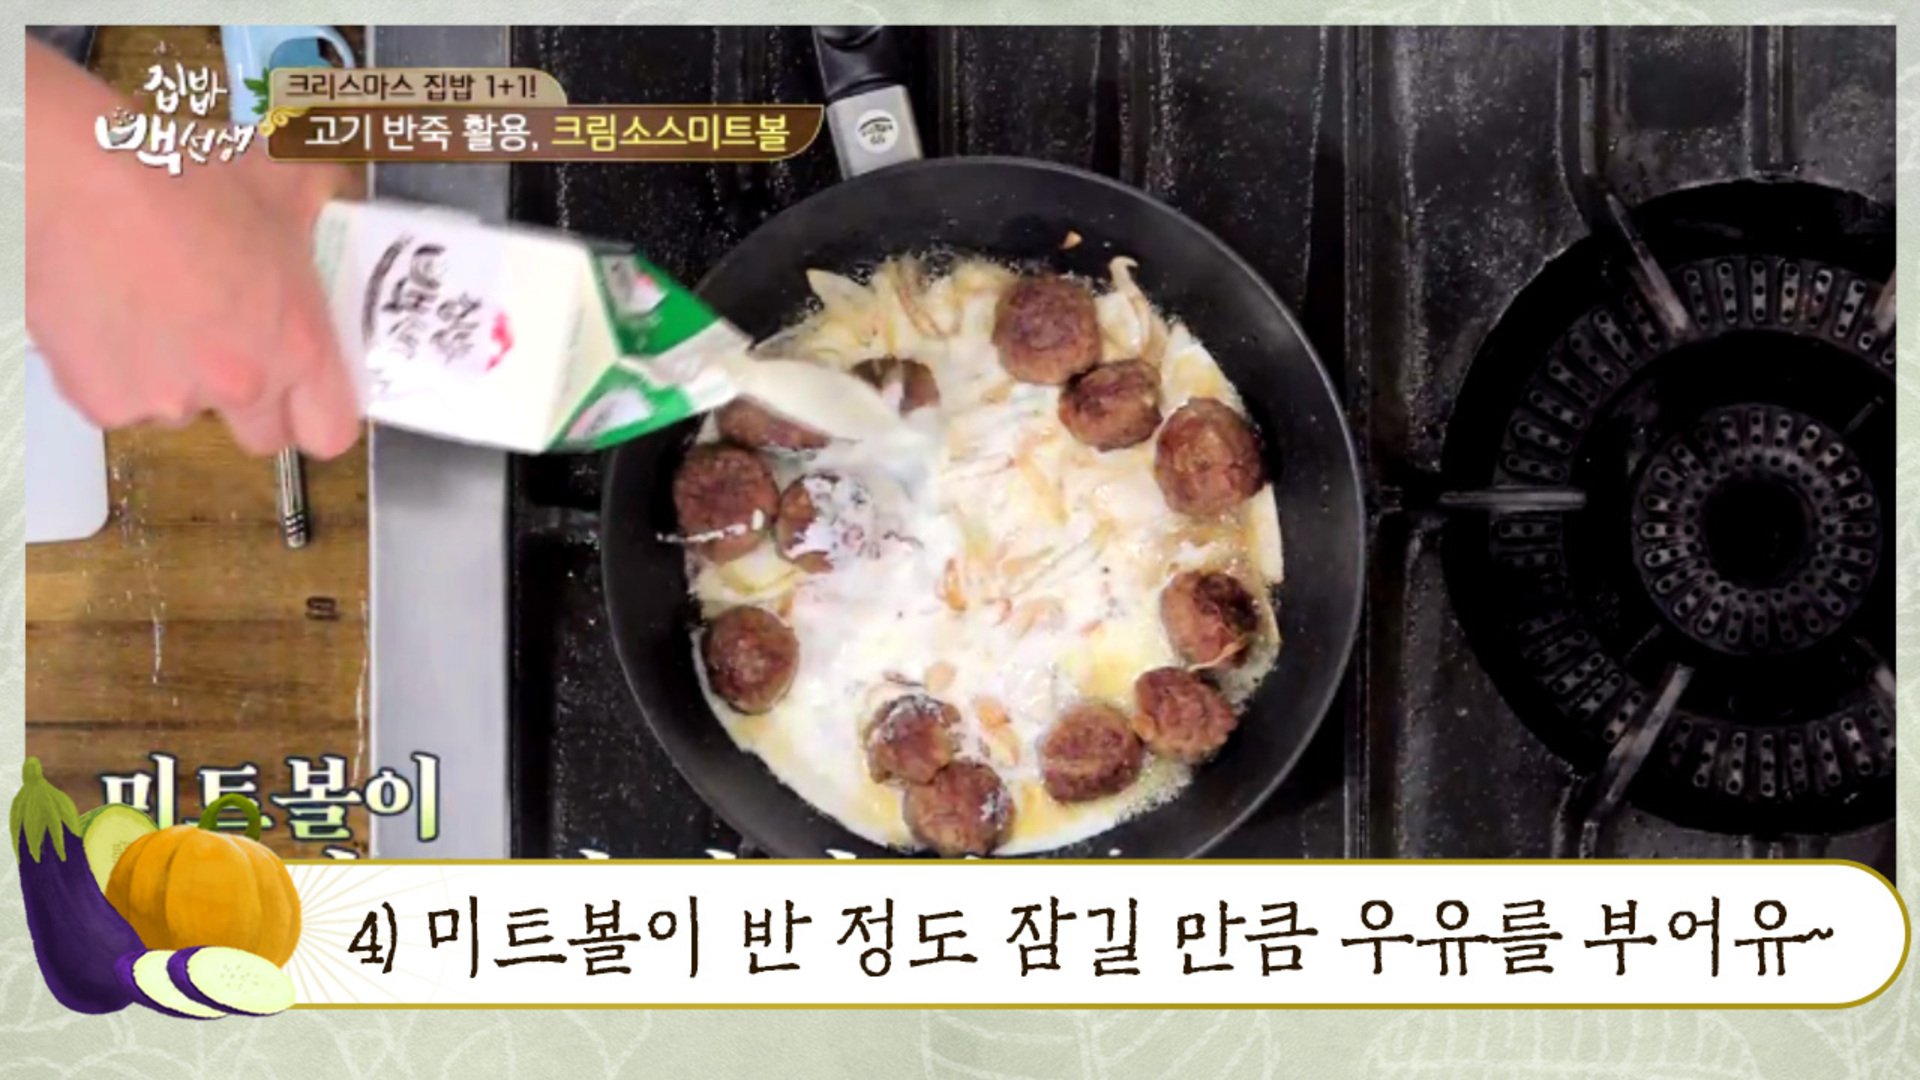 집밥
백선생
크리스마스 집밥 1+1!
고기 반죽 활용, 크림소스미트볼
미트볼이
4) 미트볼이 반 정도 잠길 만큼 우유를 부어유~